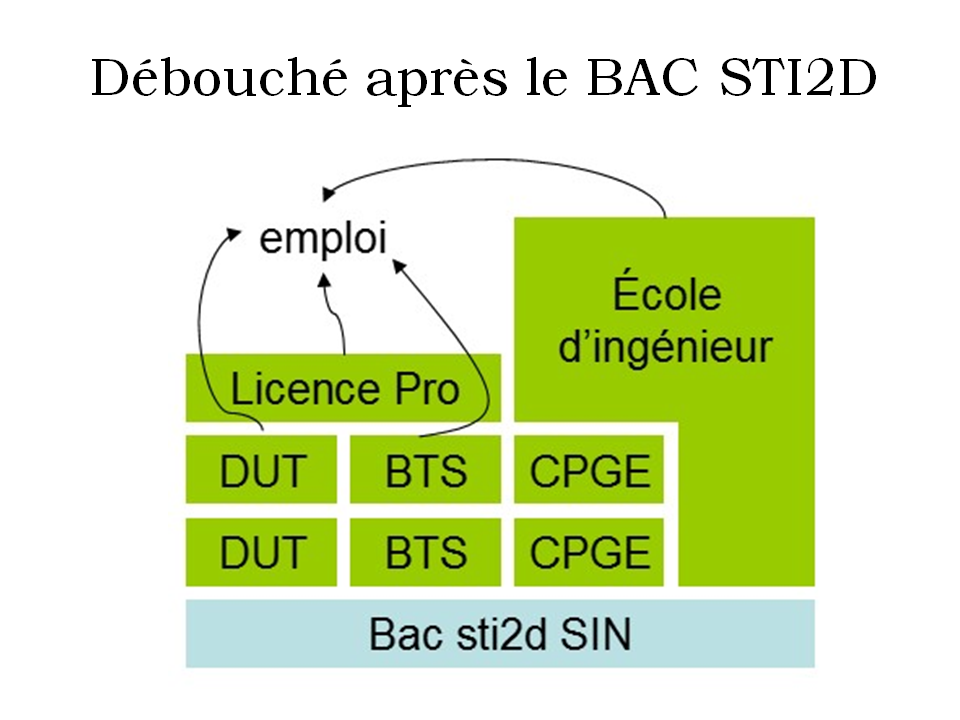 Débouché après le BAC STI2D
emploi
École
d'ingénieur
Licence Pro
DUT BTS CPGE
DUT BTS CPGE
Bac sti2d SIN